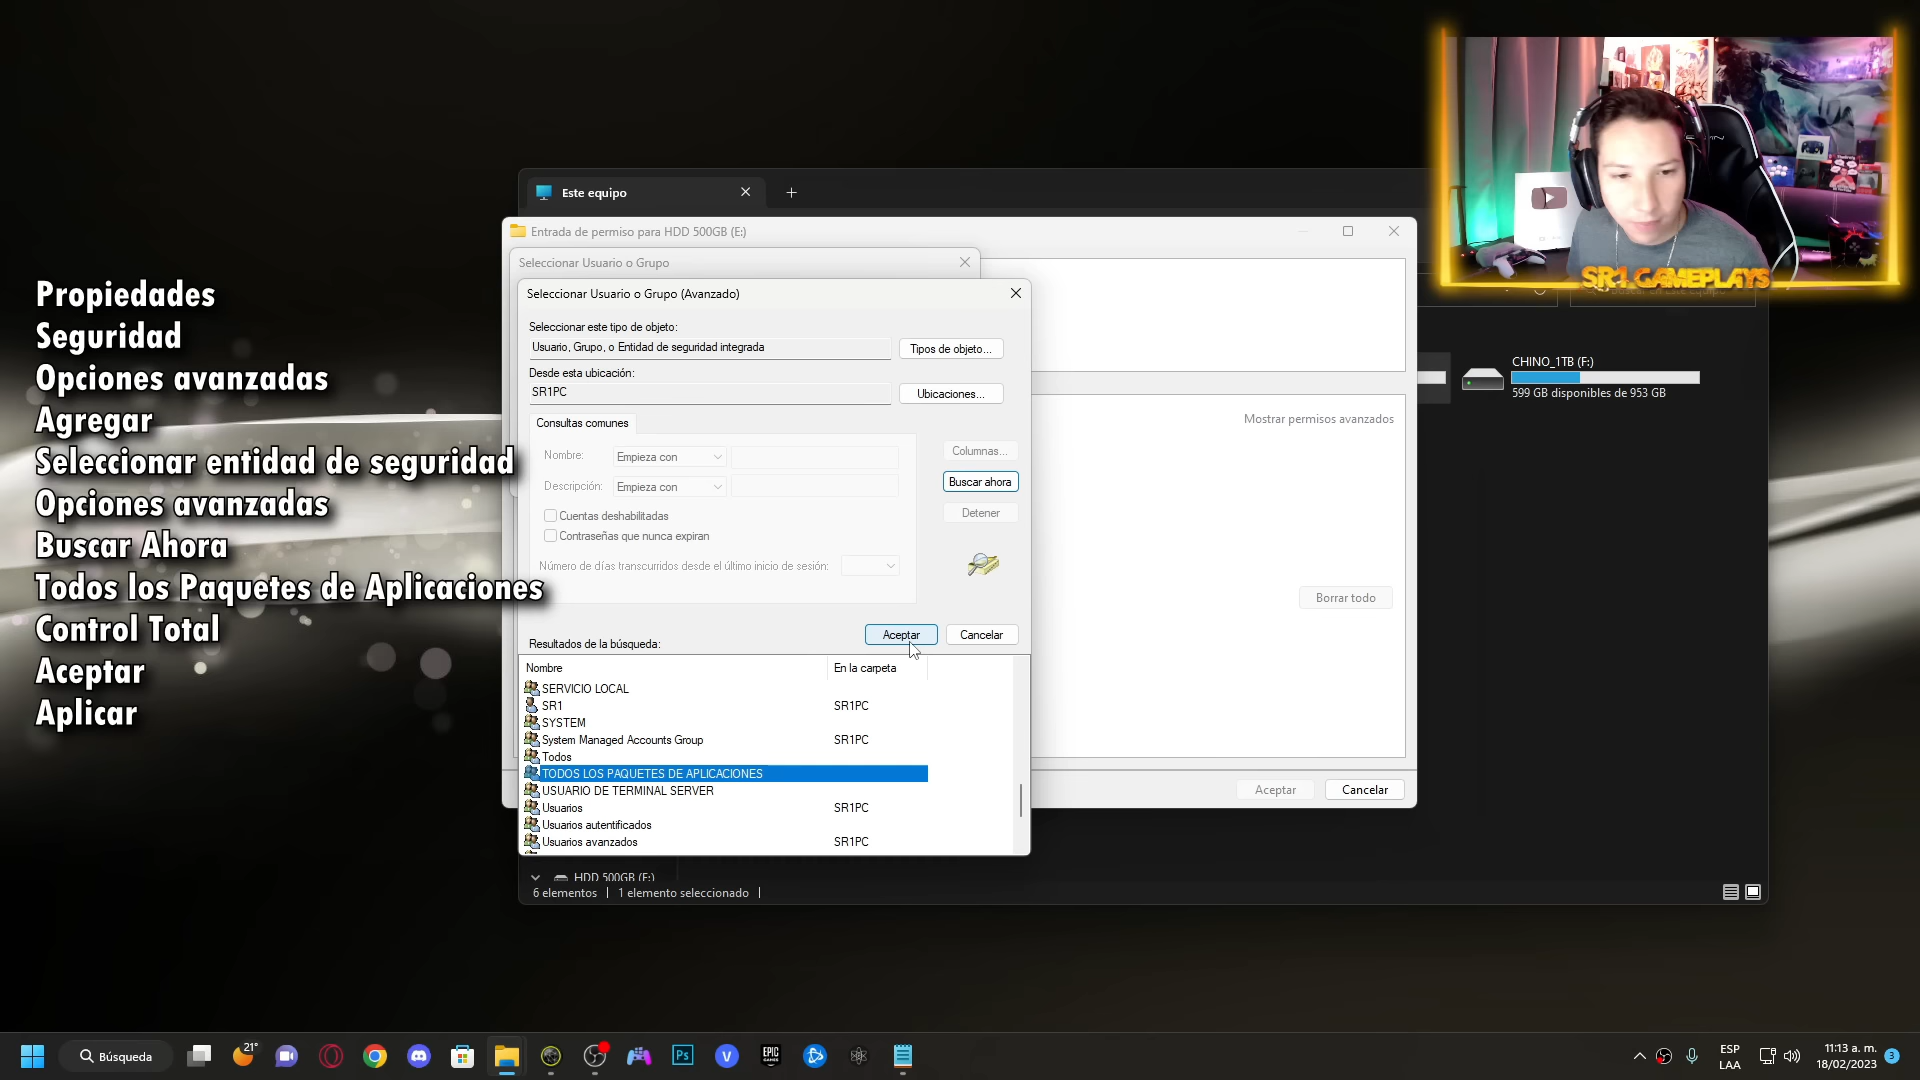 Propiedades
Seguridad
Opciones avanzadas
Agregar
Seleccionar entidad de seguridad
Opciones avanzadas
Buscar Ahora
Todos los Paquetes de Aplicaciones
Control Total
Aceptar
Aplicar
SR1 GAMEPLAYS
Este equipo
Entrada de permiso para HDD 500GB (E:)
Seleccionar Usuario o Grupo
Seleccionar Usuario o Grupo (Avanzado)
Seleccionar este tipo de objeto:
Usuario, Grupo, o Entidad de seguridad integrada
Tipos de objeto...
Desde esta ubicación:
SR1PC
Ubicaciones...
Consultas comunes
Nombre:
Empieza con
Descripción:
Empieza con
Cuentas deshabilitadas
Contraseñas que nunca expiran
Número de días transcurridos desde el último inicio de sesión:
Columnas...
Buscar ahora
Detener
Aceptar
Cancelar
Resultados de la búsqueda:
Nombre
En la carpeta
SERVICIO LOCAL
SR1 SR1PC
SYSTEM
System Managed Accounts Group SR1PC
Todos
TODOS LOS PAQUETES DE APLICACIONES
USUARIO DE TERMINAL SERVER
Usuarios SR1PC
Usuarios autentificados
Usuarios avanzados SR1PC
Mostrar permisos avanzados
Borrar todo
Aceptar
Cancelar
CHINO_1TB (F:)
599 GB disponibles de 953 GB
HDD 500GB (E:)
6 elementos
1 elemento seleccionado
Búsqueda
21°
Ps
V
EPIC
GAMES
ESP
LAA
11:13 a. m.
18/02/2023
3